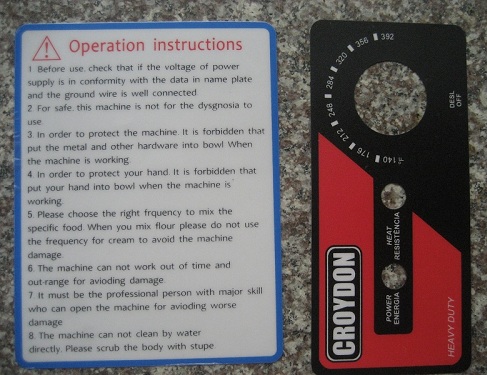 Operation instructions
1 Before use, check that if the voltage of power
supply is in conformity with the data in name plate
and the ground wire is well connected
2 For safe, this machine is not for the dysgnosia to
use
3. In order to protect the machine. It is forbidden that
put the metal and other hardware into bowl When
the machine is working.
4. In order to protect your hand. It is forbidden that
put your hand into bowl when the machine is
working.
5. Please choose the right frquency to mix the
specific food. When you mix flour please do not use
the frequency for cream to avoid the machine
damage
6. The machine can not work out of time and
out-range for avioding damage
7. It must be the professional person with major skill
who can open the machine for avioding worse
damage
8. The machine can not clean by water
directly. Please scrub the body with stupe
392
356
320
284
248
212
176
140
°F
DESL.
OFF
HEAT
RESISTÊNCIA
POWER
ENERGIA
CROYDON
HEAVY DUTY